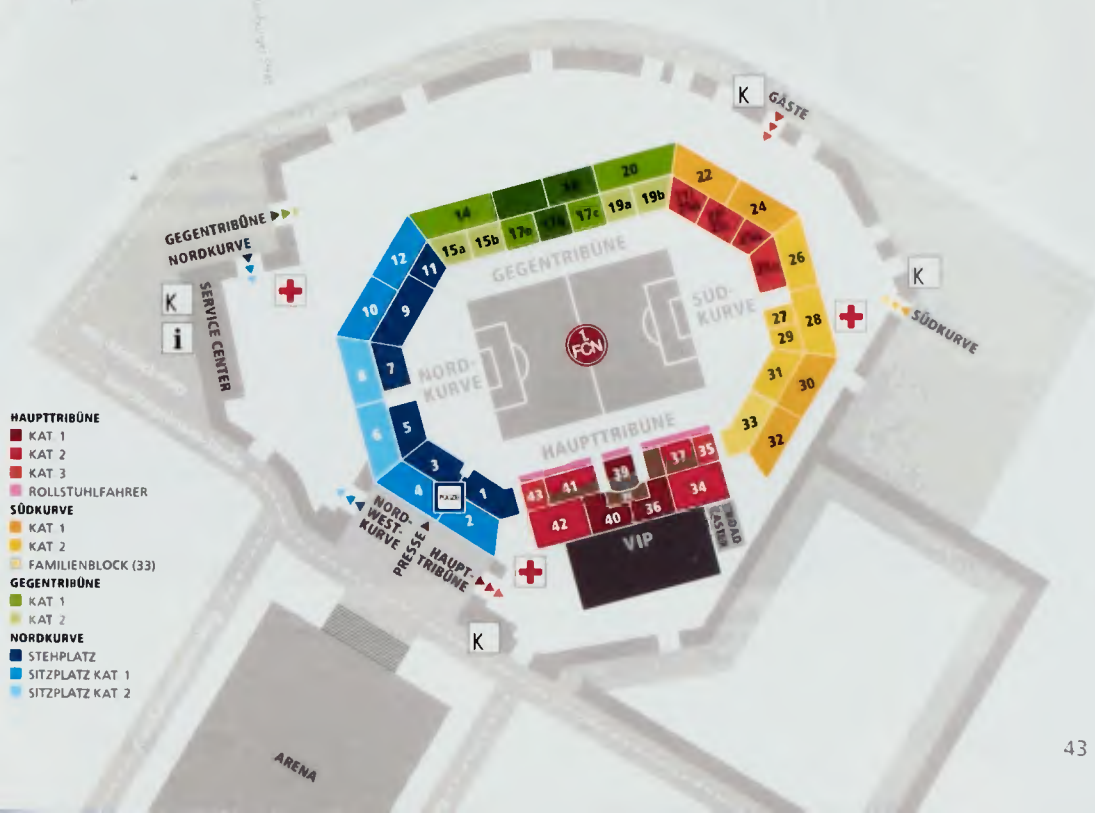 K
GÄSTE
22
24
20
14
19a
19b
17c
15a
15b
GEGENTRIBÜNE
NORDKURVE
12
11
10
9
7
5
6
3
4
1
2
26
27
28
29
31
30
33
32
K
SÜDKURVE
GEGENTRIBÜNE
SÜD-
KURVE
1.
FCN
NORD-
KURVE
HAUPTTRIBÜNE
K
i
SERVICE CENTER
POLIZEI
43
41
39
37
35
42
40
36
34
VIP
NORD-
WEST-
KURVE
PRESSE
HAUPT-
TRIBÜNE
K
ARENA
HAUPTTRIBÜNE
KAT 1
KAT 2
KAT 3
ROLLSTUHLFAHRER
SÜDKURVE
KAT 1
KAT 2
FAMILIENBLOCK (33)
GEGENTRIBÜNE
KAT 1
KAT 2
NORDKURVE
STEHPLATZ
SITZPLATZ KAT 1
SITZPLATZ KAT 2
43